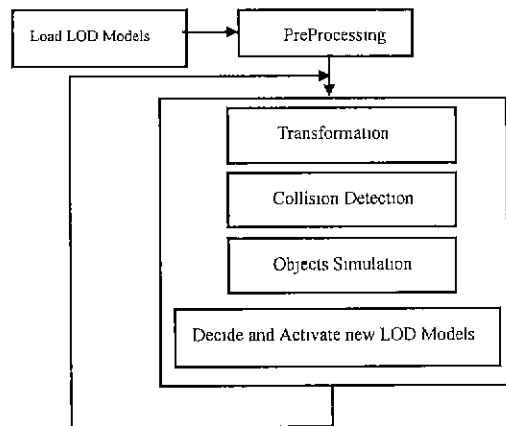 Load LOD Models
PreProcessing
Transformation
Collision Detection
Objects Simulation
Decide and Activate new LOD Models